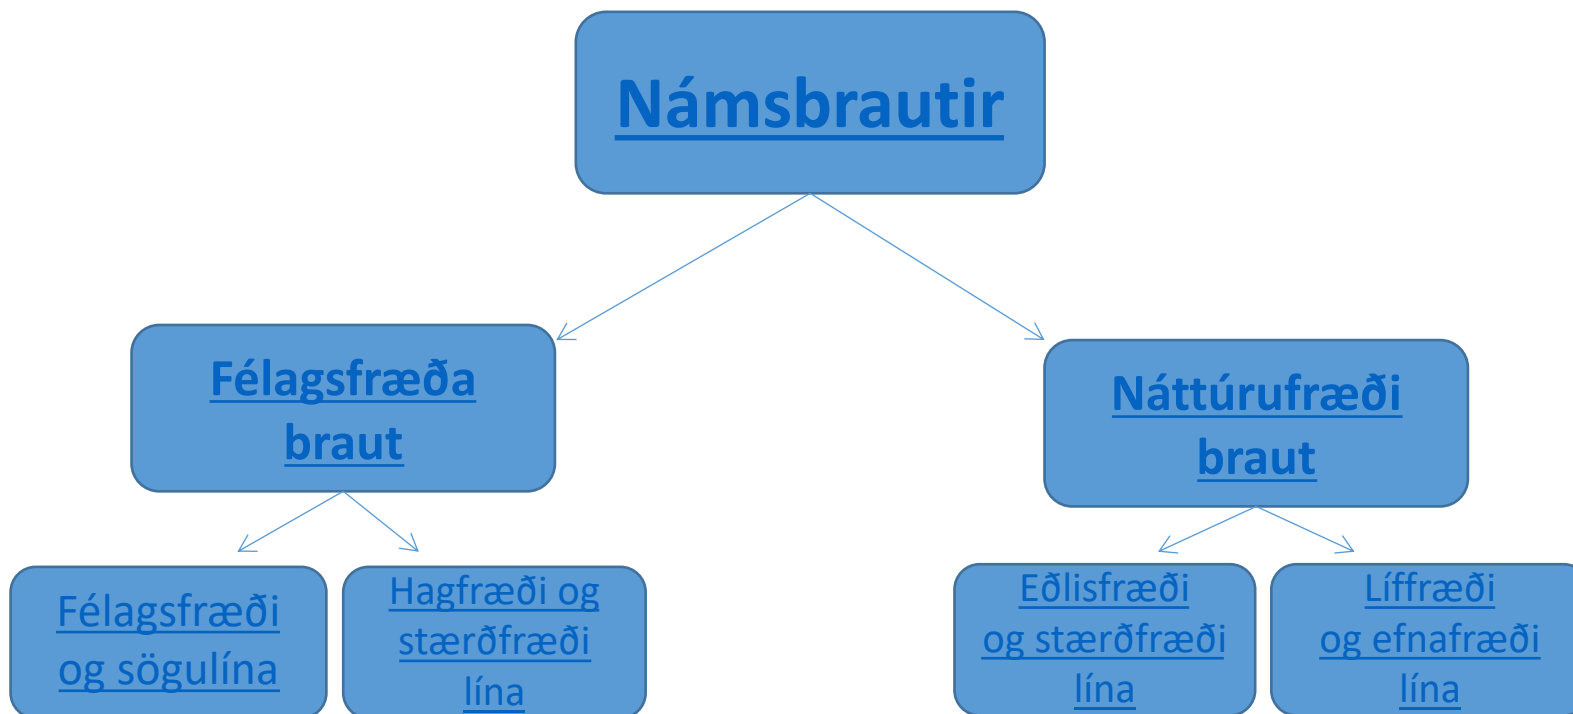 Námsbrautir
Félagsfræða
braut
Náttúrufræði
braut
Félagsfræði
og sögulína
Hagfræði og
stærðfræði
lína
Eðlisfræði
og stærðfræði
lína
Líffræði
og efnafræði
lína